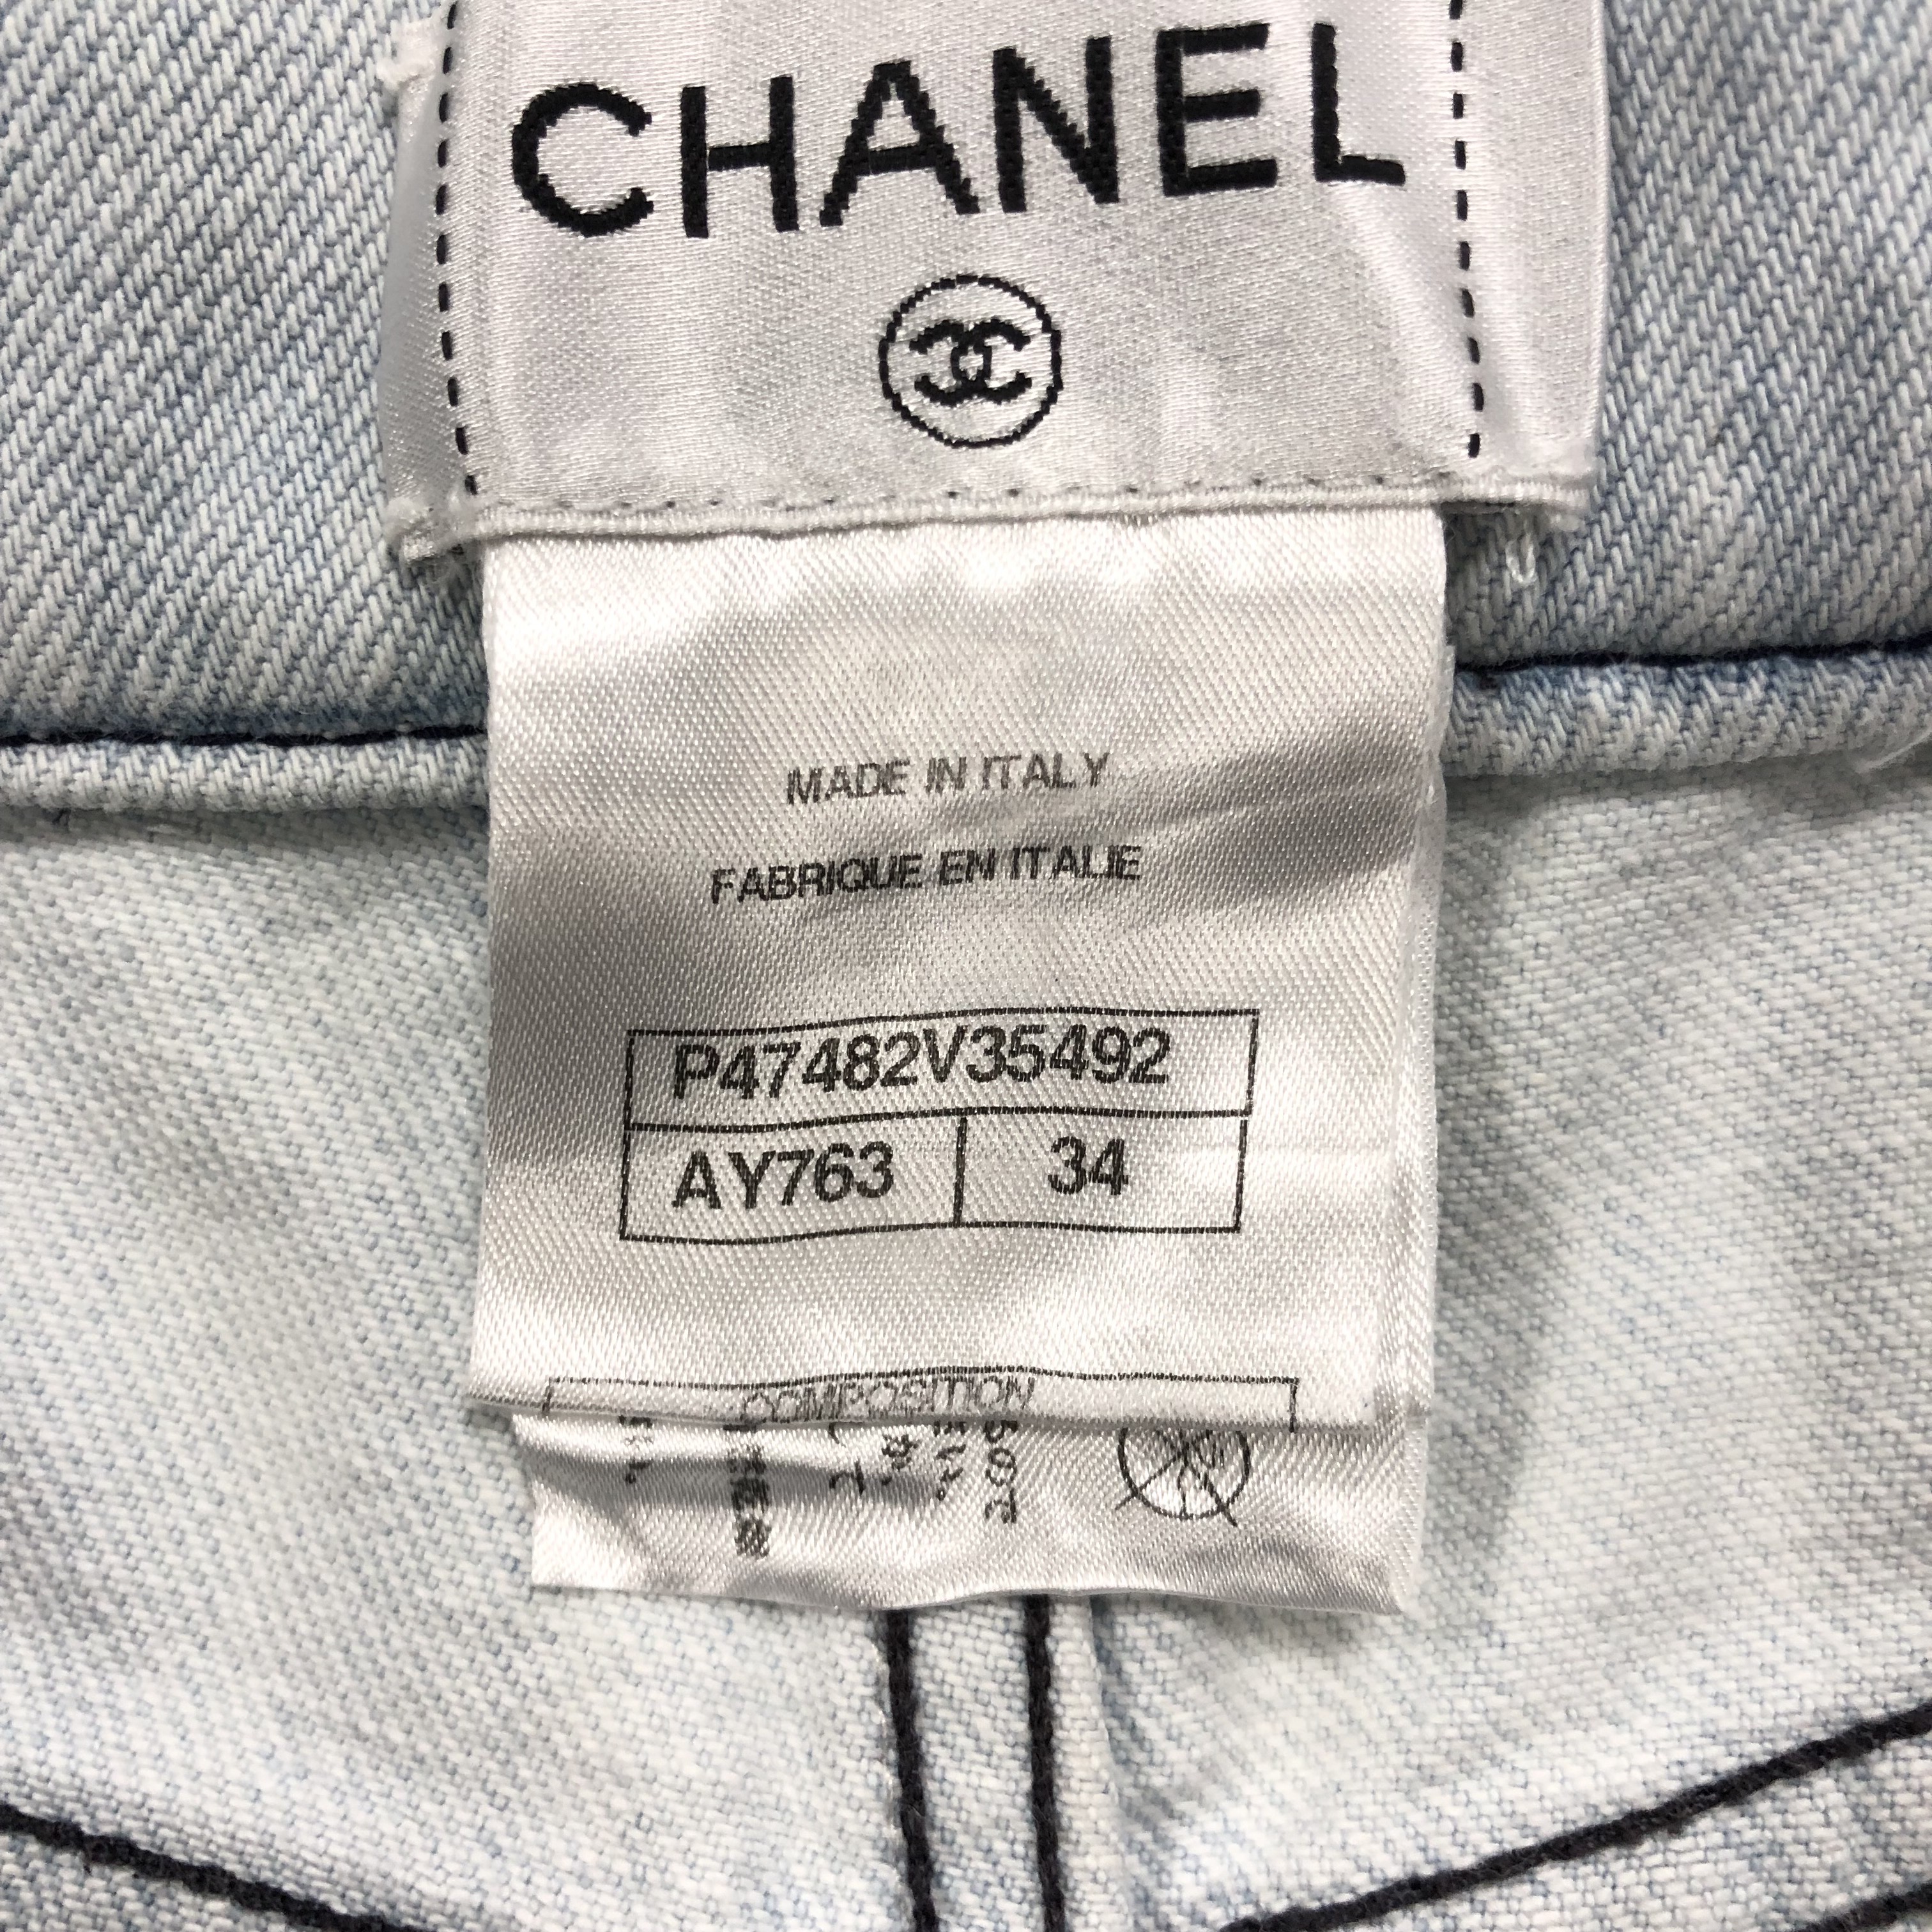 CHANEL
MADE IN ITALY
FABRIQUE EN ITALIE
P47482V35492
AY763 34
COMPOSITION